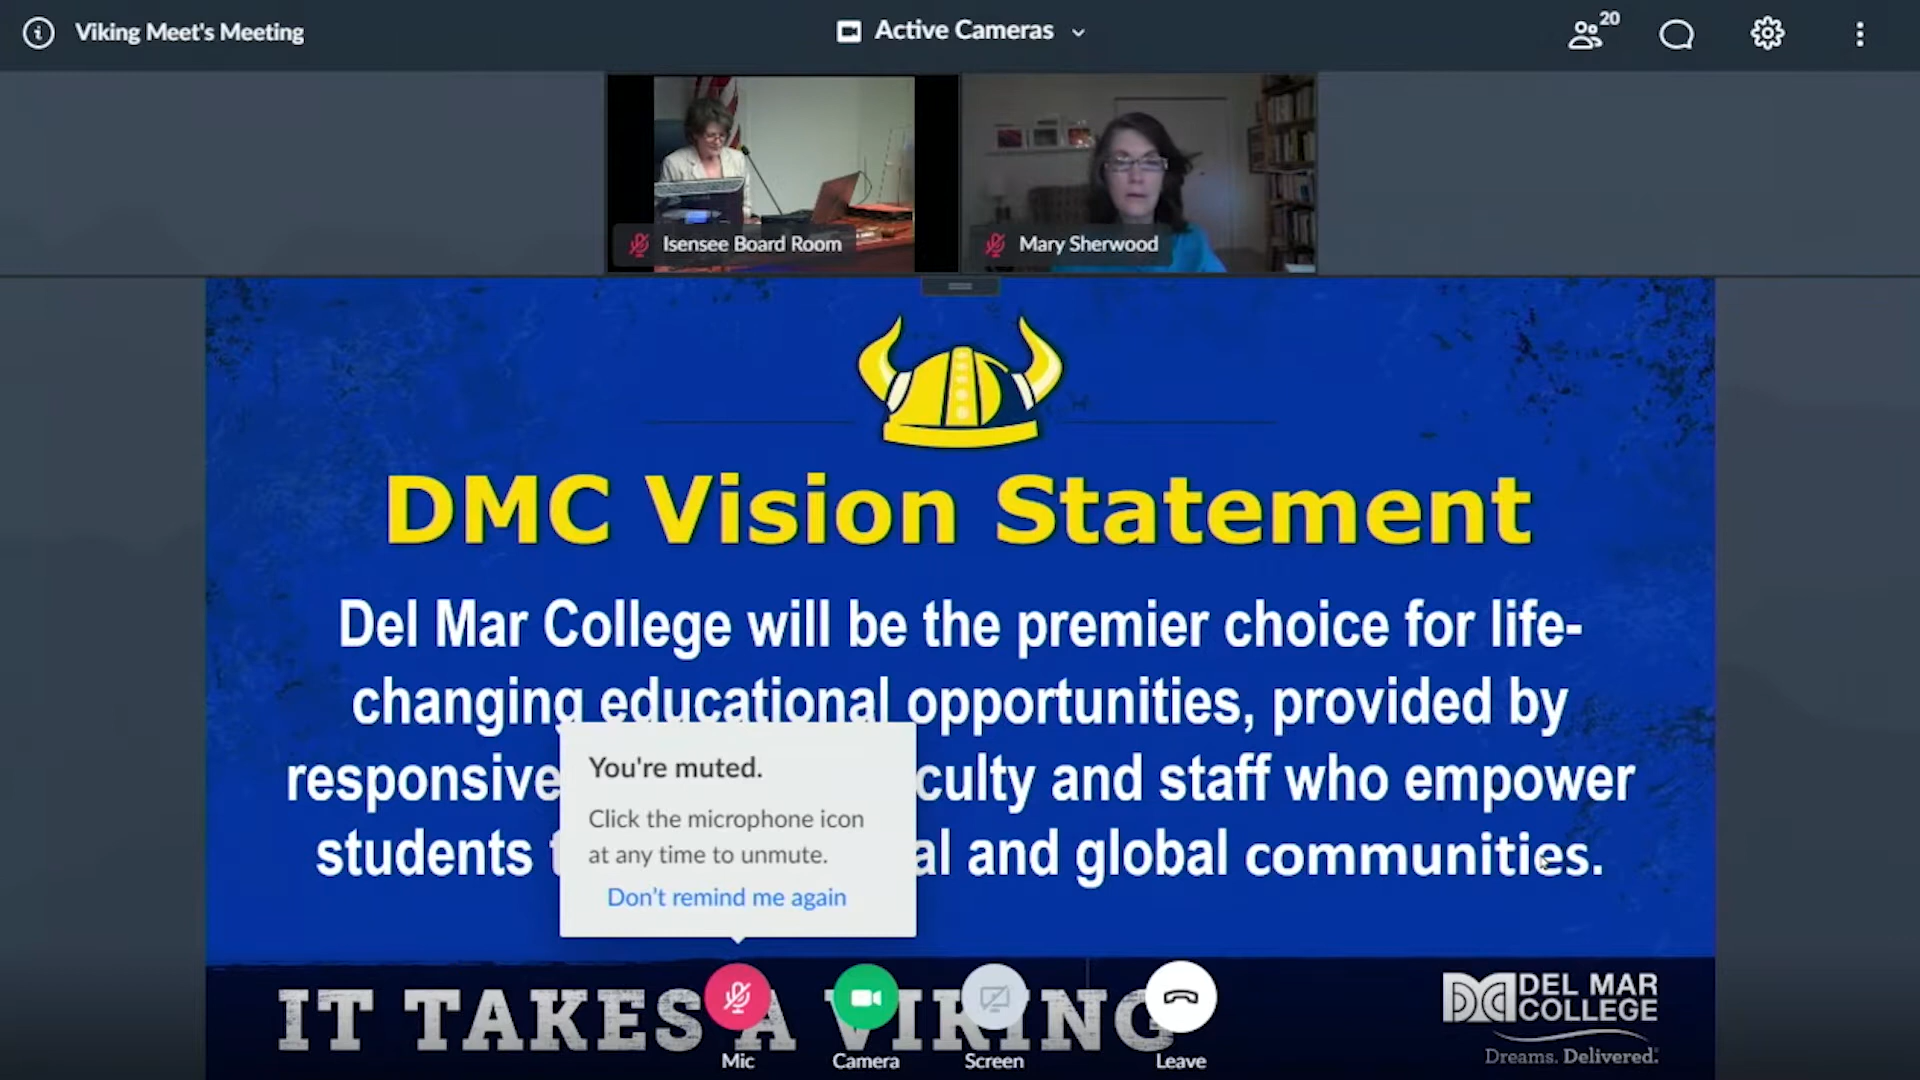 Viking Meet's Meeting
Active Cameras
20
Isensee Board Room
Mary Sherwood
DMC Vision Statement
Del Mar College will be the premier choice for life-
changing educational opportunities, provided by
responsive culty and staff who empower
students al and global communities.
You're muted.
Click the microphone icon
at any time to unmute.
Don't remind me again
IT TAKES A VIKING
Mic
Camera
Screen
Leave
DEL MAR
COLLEGE
Dreams. Delivered.